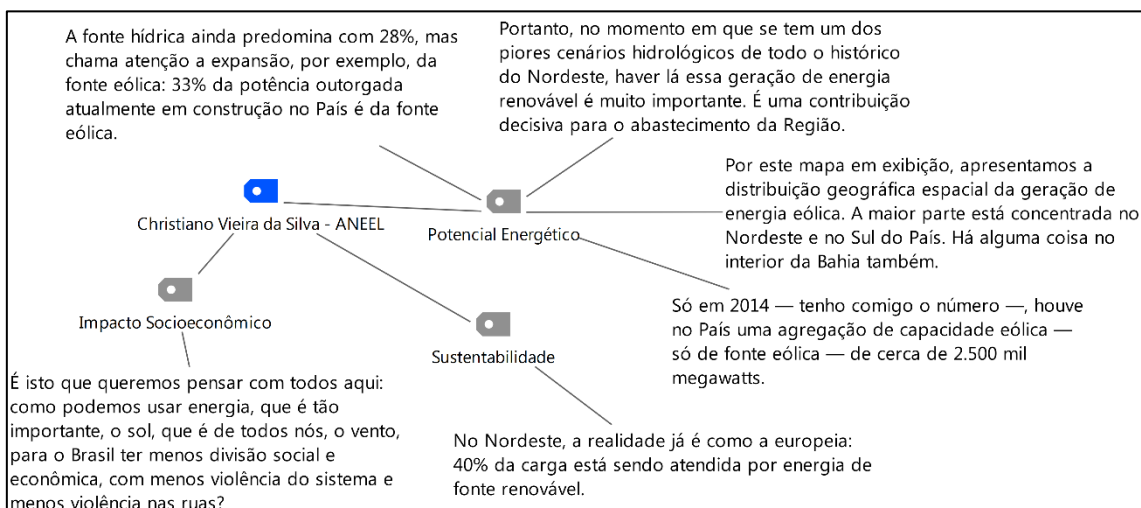 A fonte hídrica ainda predomina com 28%, mas
chama atenção a expansão, por exemplo, da
fonte eólica: 33% da potência outorgada
atualmente em construção no País é da fonte
eólica.
Portanto, no momento em que se tem um dos
piores cenários hidrológicos de todo o histórico
do Nordeste, haver lá essa geração de energia
renovável é muito importante. É uma contribuição
decisiva para o abastecimento da Região.
Christiano Vieira da Silva - ANEEL
Potencial Energético
Por este mapa em exibição, apresentamos a
distribuição geográfica espacial da geração de
energia eólica. A maior parte está concentrada no
Nordeste e no Sul do País. Há alguma coisa no
interior da Bahia também.
Impacto Socioeconômico
Sustentabilidade
Só em 2014 — tenho comigo o número —, houve
no País uma agregação de capacidade eólica —
só de fonte eólica — de cerca de 2.500 mil
megawatts.
É isto que queremos pensar com todos aqui:
como podemos usar energia, que é tão
importante, o sol, que é de todos nós, o vento,
para o Brasil ter menos divisão social e
econômica, com menos violência do sistema e
menos violência nas ruas?
No Nordeste, a realidade já é como a europeia:
40% da carga está sendo atendida por energia de
fonte renovável.